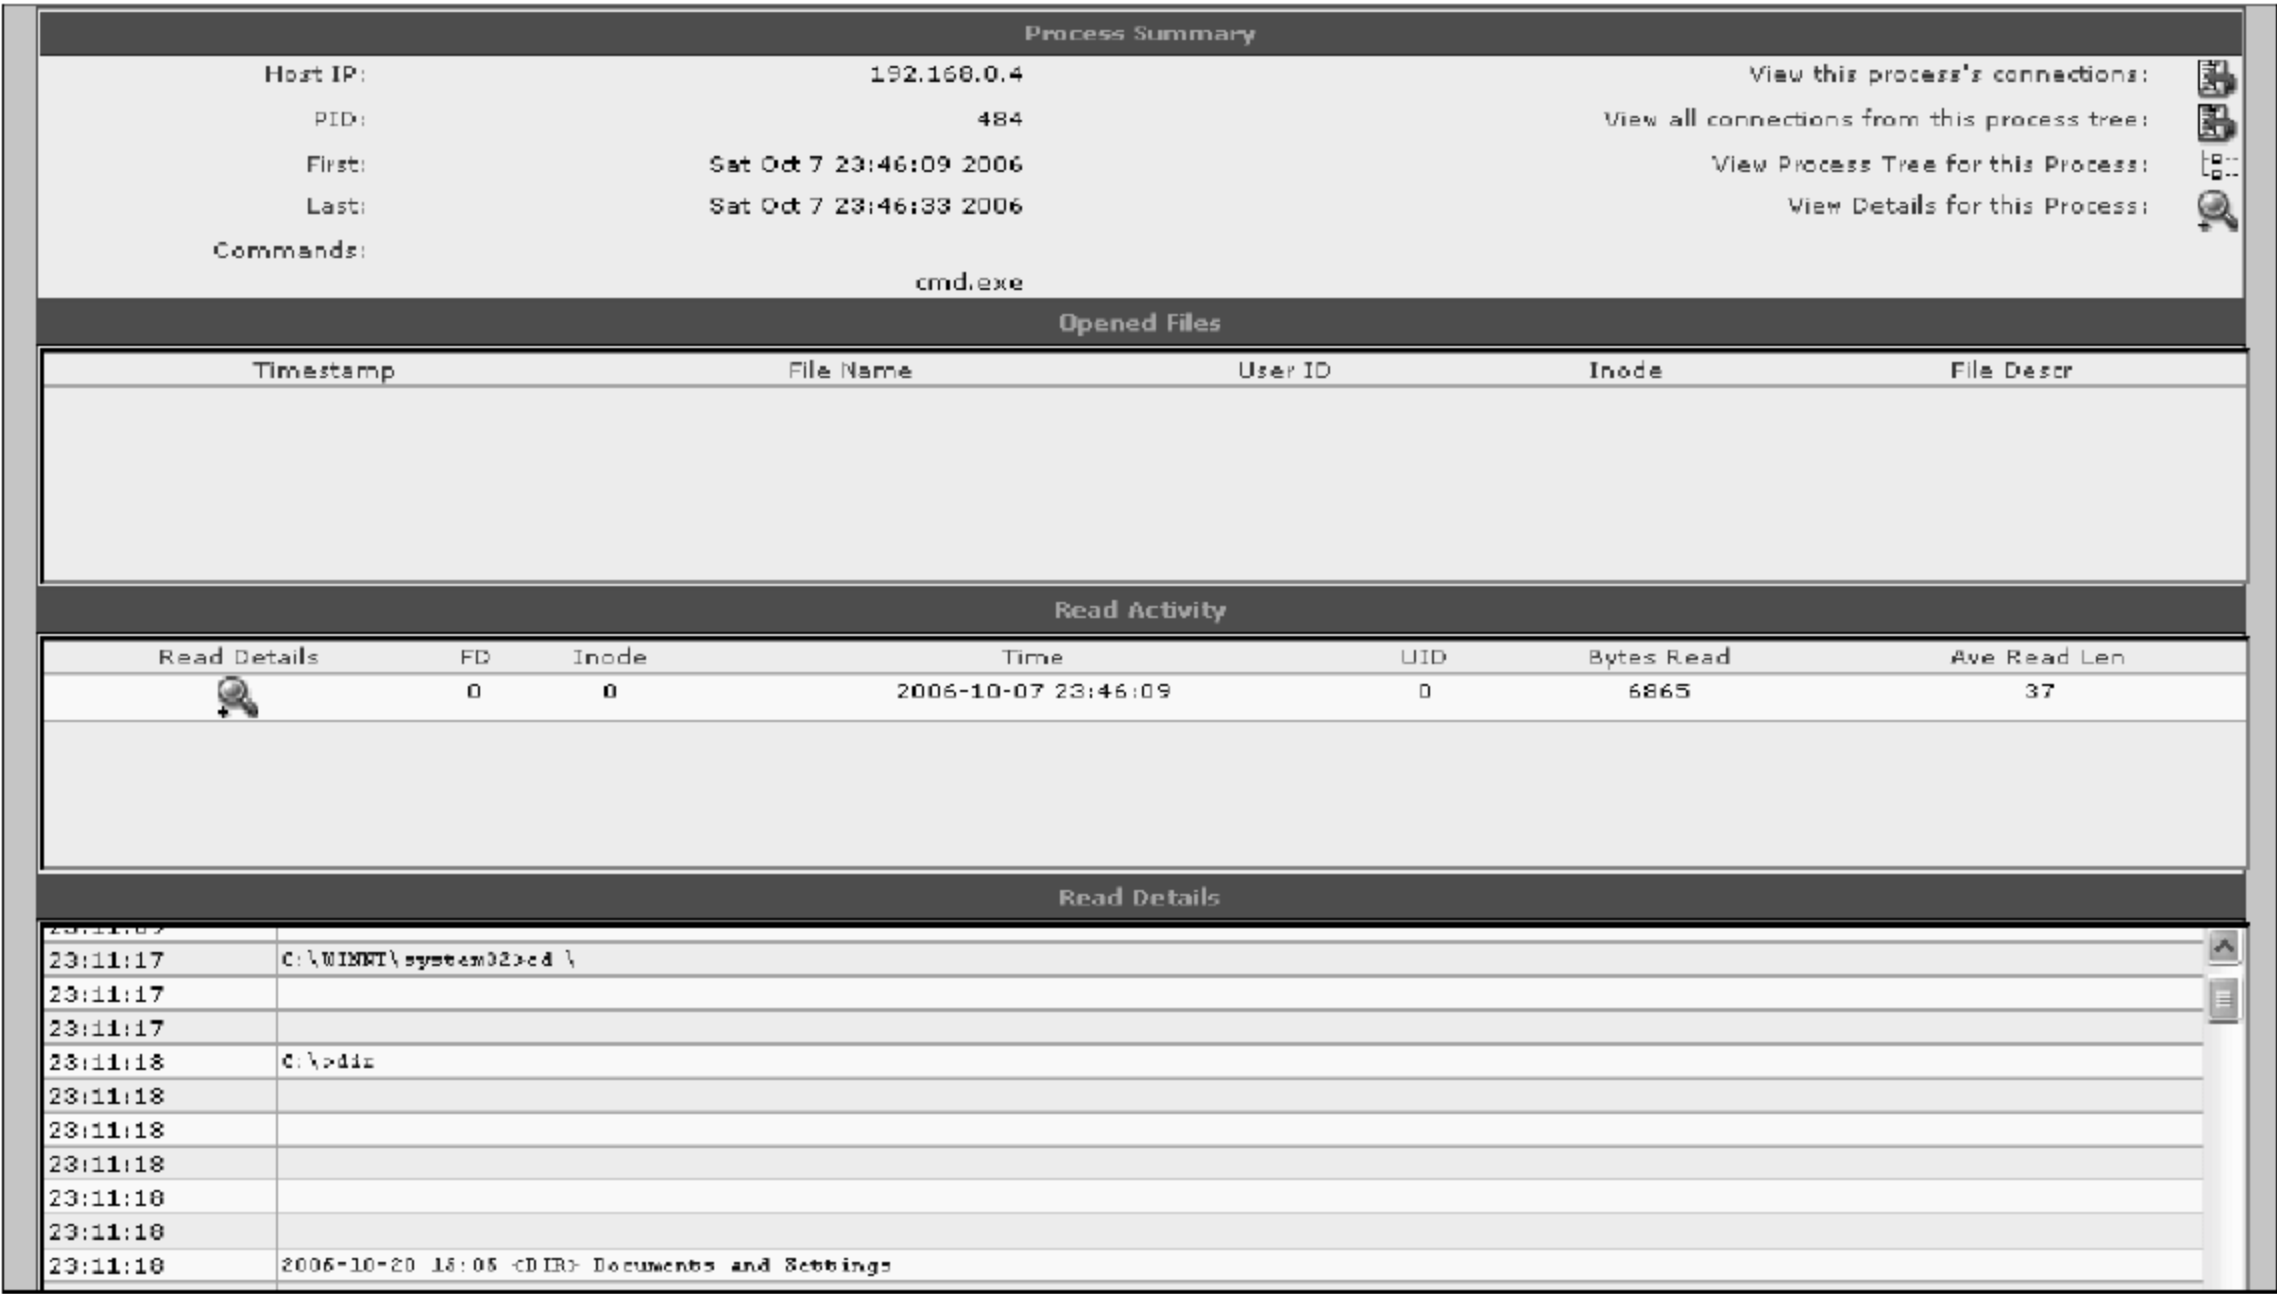 Process Summary
Host IP: 192.168.0.4 View this process's connections:
PID: 484 View all connections from this process tree:
First: Sat Oct 7 23:46:09 2006 View Process Tree for this Process:
Last: Sat Oct 7 23:46:33 2006 View Details for this Process:
Commands:
cmd.exe
Opened Files
Timestamp File Name User ID Inode File Descr
Read Activity
Read Details FD Inode Time UID Bytes Read Ave Read Len
0 0 2006-10-07 23:46:09 0 6865 37
Read Details
23:11:17 C:\WINNT\system32>cd \
23:11:17
23:11:17
23:11:18 C:\>dir
23:11:18
23:11:18
23:11:18
23:11:18
23:11:18
23:11:18 <DIR> Documents and Settings